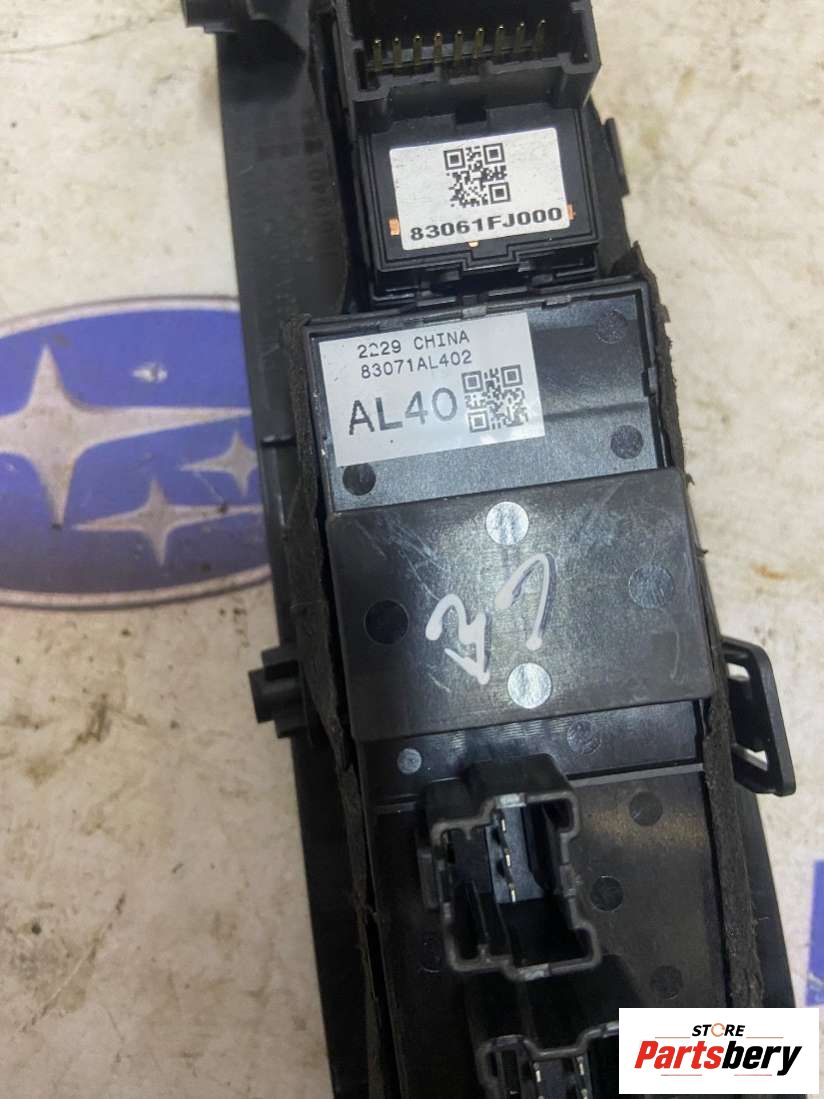 83061FJ000
2229 CHINA
83071AL402
AL40
STORE
Partsbery